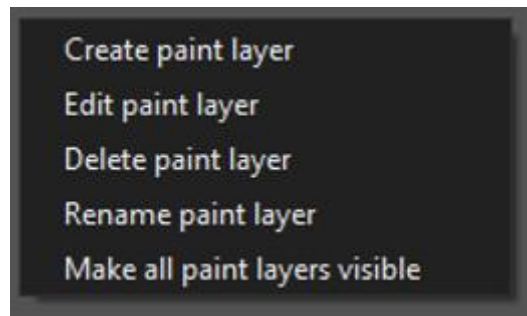 Create paint layer
Edit paint layer
Delete paint layer
Rename paint layer
Make all paint layers visible